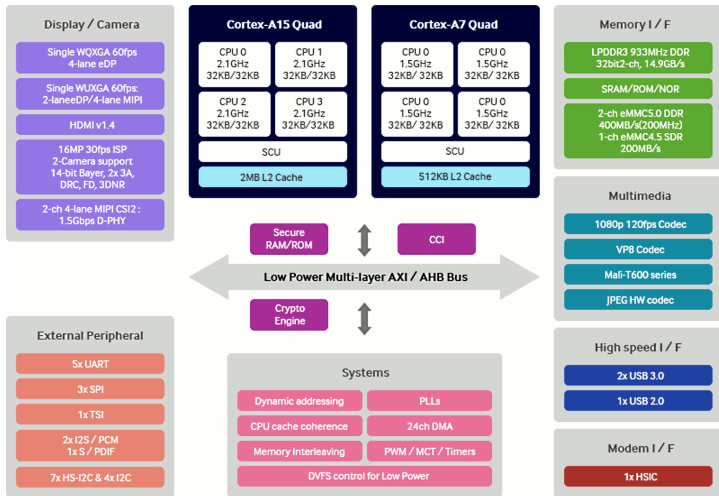 Display / Camera
Single WQXGA 60fps
4-lane eDP
Single WUXGA 60fps:
2-laneeDP/4-lane MIPI
HDMI v1.4
16MP 30fps ISP
2-Camera support
14-bit Bayer, 2x 3A,
DRC, FD, 3DNR
2-ch 4-lane MIPI CSI2 :
1.5Gbps D-PHY
Cortex-A15 Quad
CPU 0
2.1GHz
32KB/32KB
CPU 1
2.1GHz
32KB/32KB
CPU 2
2.1GHz
32KB/32KB
CPU 3
2.1GHz
32KB/32KB
SCU
2MB L2 Cache
Cortex-A7 Quad
CPU 0
1.5GHz
32KB/32KB
CPU 0
1.5GHz
32KB/32KB
CPU 0
1.5GHz
32KB/32KB
CPU 0
1.5GHz
32KB/32KB
SCU
512KB L2 Cache
Memory I / F
LPDDR3 933MHz DDR
32bit2-ch, 14.9GB/s
SRAM/ROM/NOR
2-ch eMMC5.0 DDR
400MB/s(200MHz)
1-ch eMMC4.5 SDR
200MB/s
Secure
RAM/ROM
CCI
Low Power Multi-layer AXI / AHB Bus
Crypto
Engine
Multimedia
1080p 120fps Codec
VP8 Codec
Mali-T600 series
JPEG HW codec
External Peripheral
5x UART
3x SPI
1x TSI
2x I2S / PCM
1x S / PDIF
7x HS-I2C & 4x I2C
Systems
Dynamic addressing
PLLs
CPU cache coherence
24ch DMA
Memory Interleaving
PWM / MCT / Timers
DVFS control for Low Power
High speed I / F
2x USB 3.0
1x USB 2.0
Modem I / F
1x HSIC